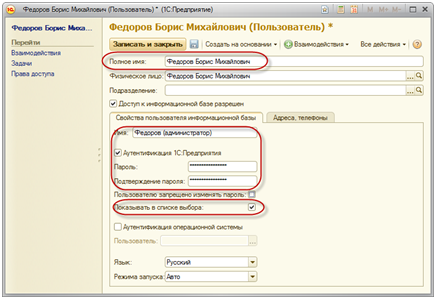 Федоров Борис Михайлович (Пользователь) * (1С:Предприятие)
M M+ M-
Федоров Борис Миха...
Перейти
Взаимодействия
Задачи
Права доступа
Федоров Борис Михайлович (Пользователь) *
Записать и закрыть Создать на основании Взаимодействия Все действия
Полное имя: Федоров Борис Михайлович
Физическое лицо: Федоров Борис Михайлович ...
Подразделение: ...
Доступ к информационной базе разрешен
Свойства пользователя информационной базы Адреса, телефоны
Имя: Федоров (администратор)
Аутентификация 1С:Предприятия
Пароль: ****************
Подтверждение пароля: ****************
Пользователю запрещено изменять пароль:
Показывать в списке выбора:
Аутентификация операционной системы
Пользователь: ...
Язык: Русский
Режима запуска: Авто